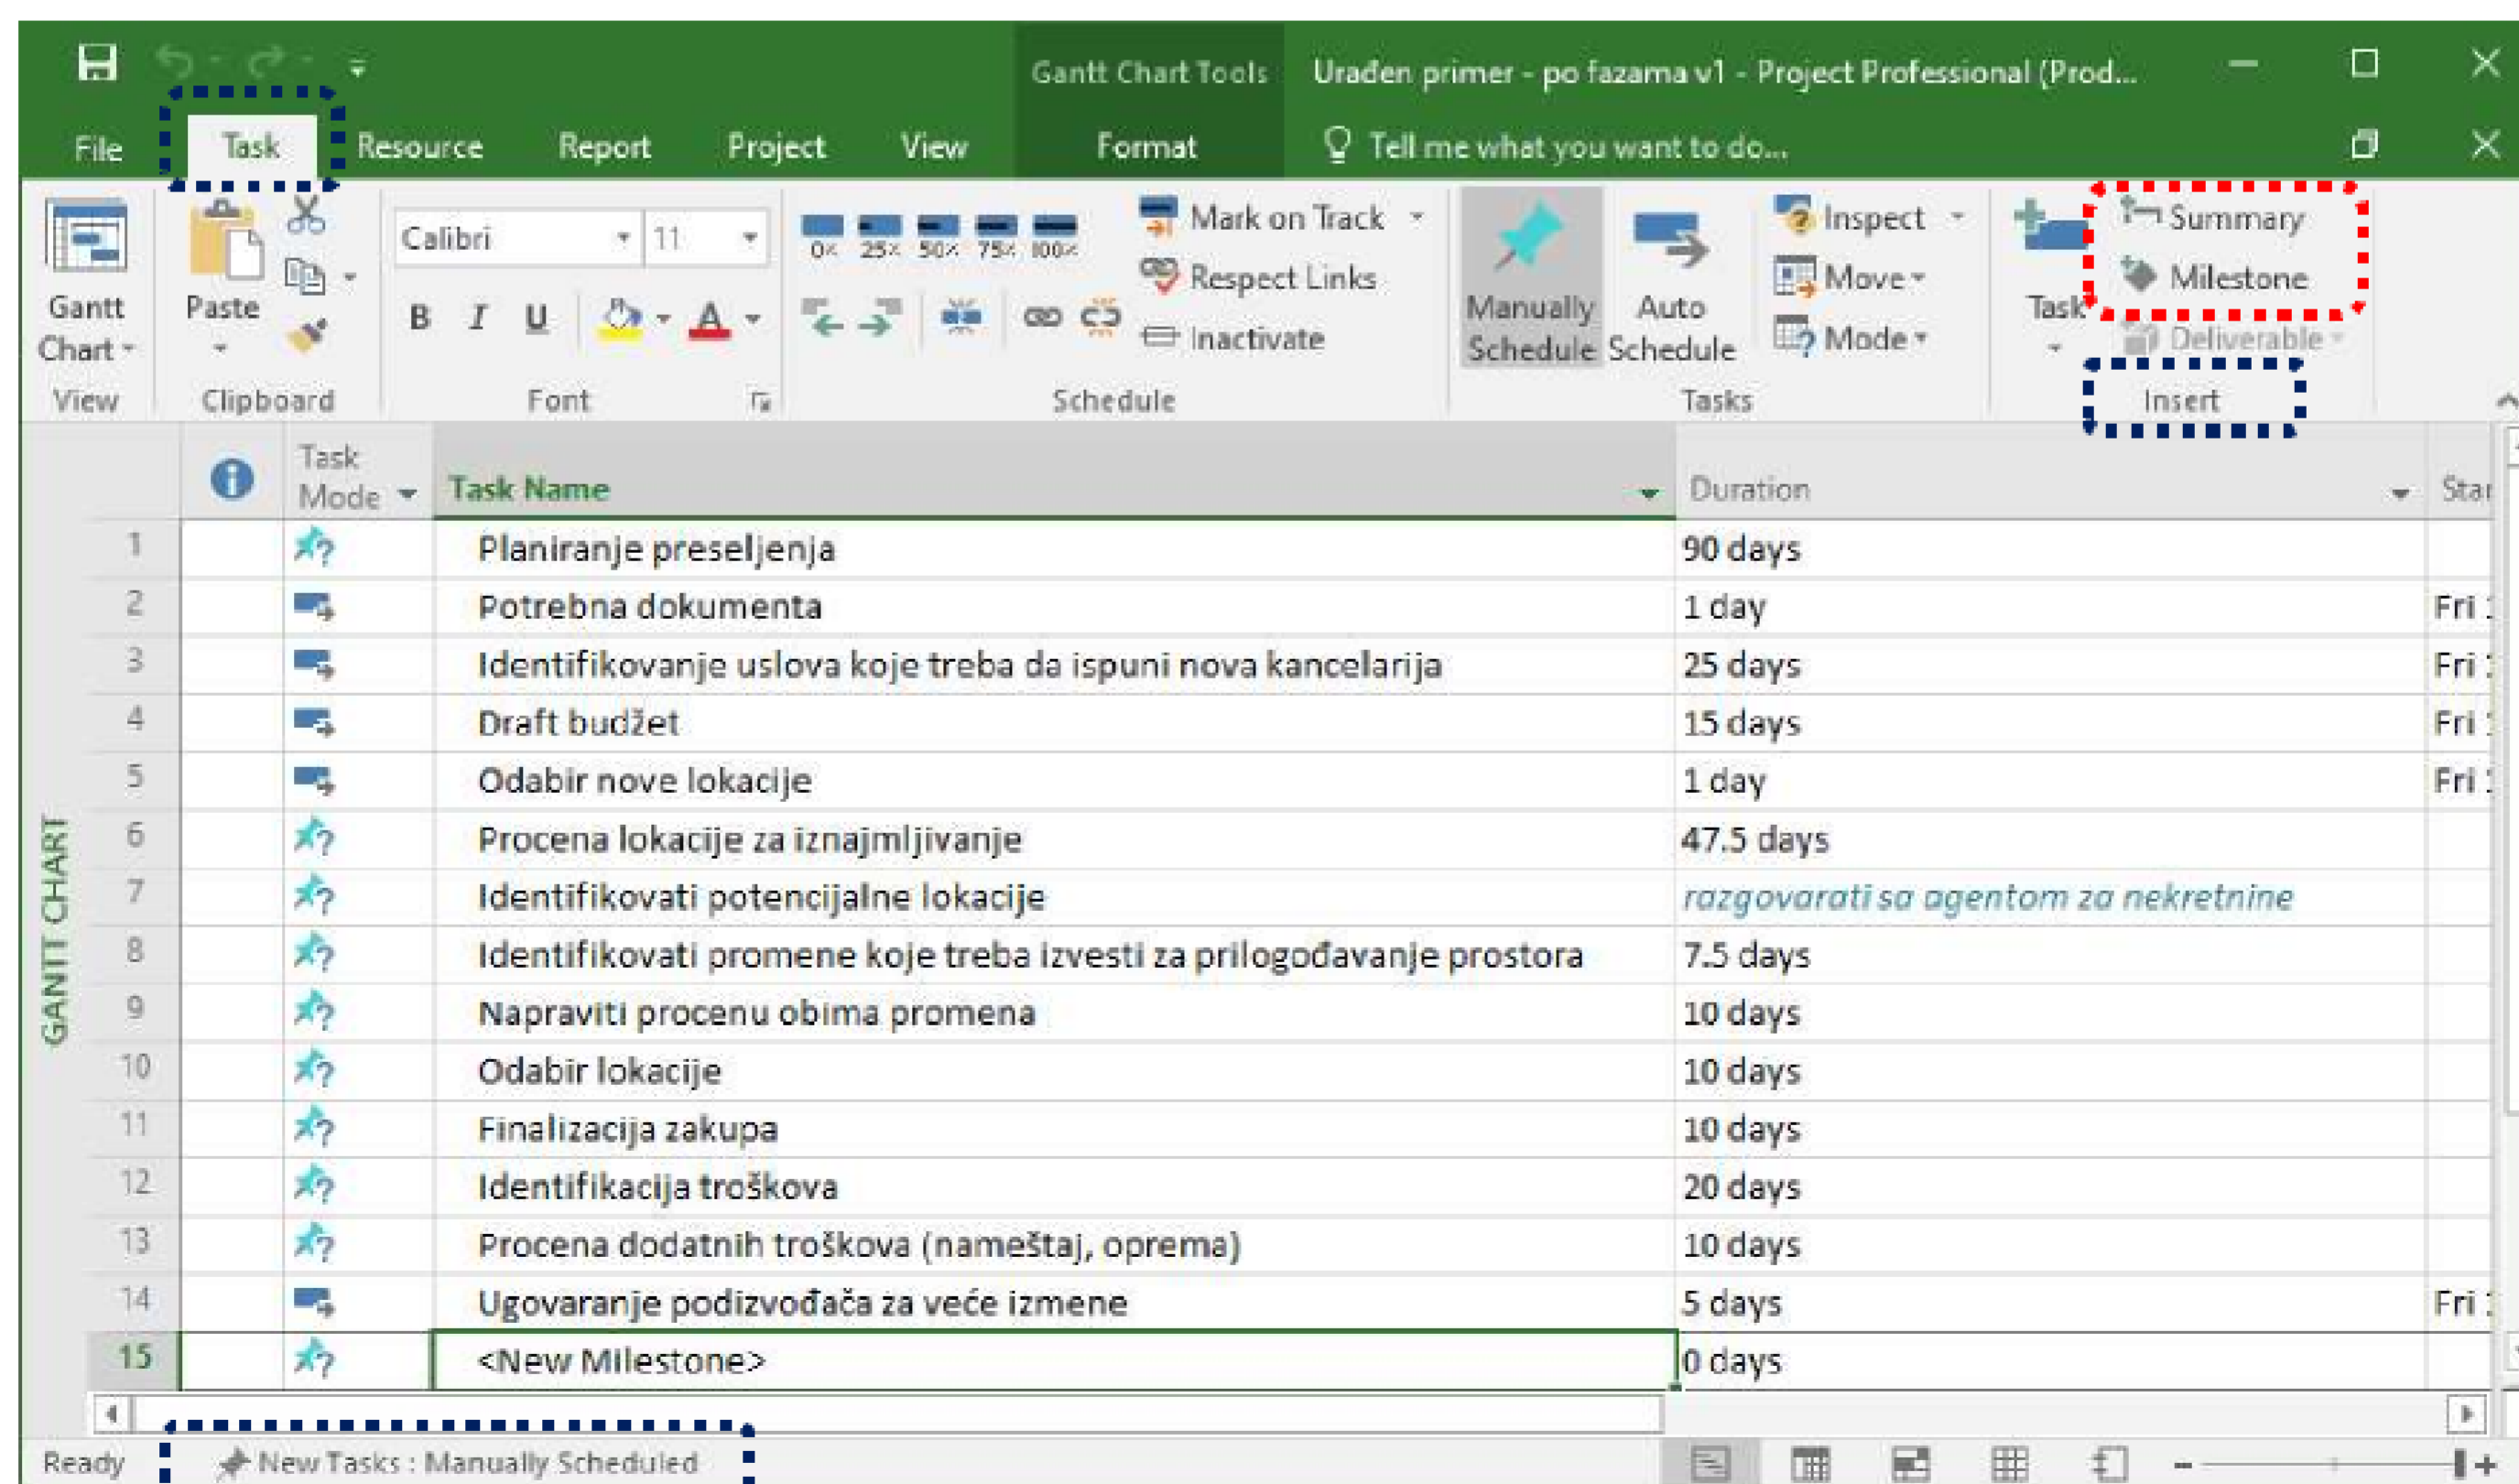 Gantt Chart Tools Urađen primer - po fazama v1 - Project Professional (Prod...
File Task Resource Report Project View Format Tell me what you want to do...
Gantt Chart
View
Paste
Clipboard
Calibri 11
B I U A
Font
0% 25% 50% 75% 100%
Mark on Track
Respect Links
Inactivate
Schedule
Manually Schedule
Auto Schedule
Inspect
Move
Mode
Tasks
Task
Summary
Milestone
Deliverable
Insert
GANTT CHART
Task Mode Task Name Duration Star
1 Planiranje preseljenja 90 days
2 Potrebna dokumenta 1 day Fri
3 Identifikovanje uslova koje treba da ispuni nova kancelarija 25 days Fri
4 Draft budžet 15 days Fri
5 Odabir nove lokacije 1 day Fri
6 Procena lokacije za iznajmljivanje 47.5 days
7 Identifikovati potencijalne lokacije razgovarati sa agentom za nekretnine
8 Identifikovati promene koje treba izvesti za prilogođavanje prostora 7.5 days
9 Napraviti procenu obima promena 10 days
10 Odabir lokacije 10 days
11 Finalizacija zakupa 10 days
12 Identifikacija troškova 20 days
13 Procena dodatnih troškova (nameštaj, oprema) 10 days
14 Ugovaranje podizvođača za veće izmene 5 days Fri
15 <New Milestone> 0 days
Ready New Tasks : Manually Scheduled